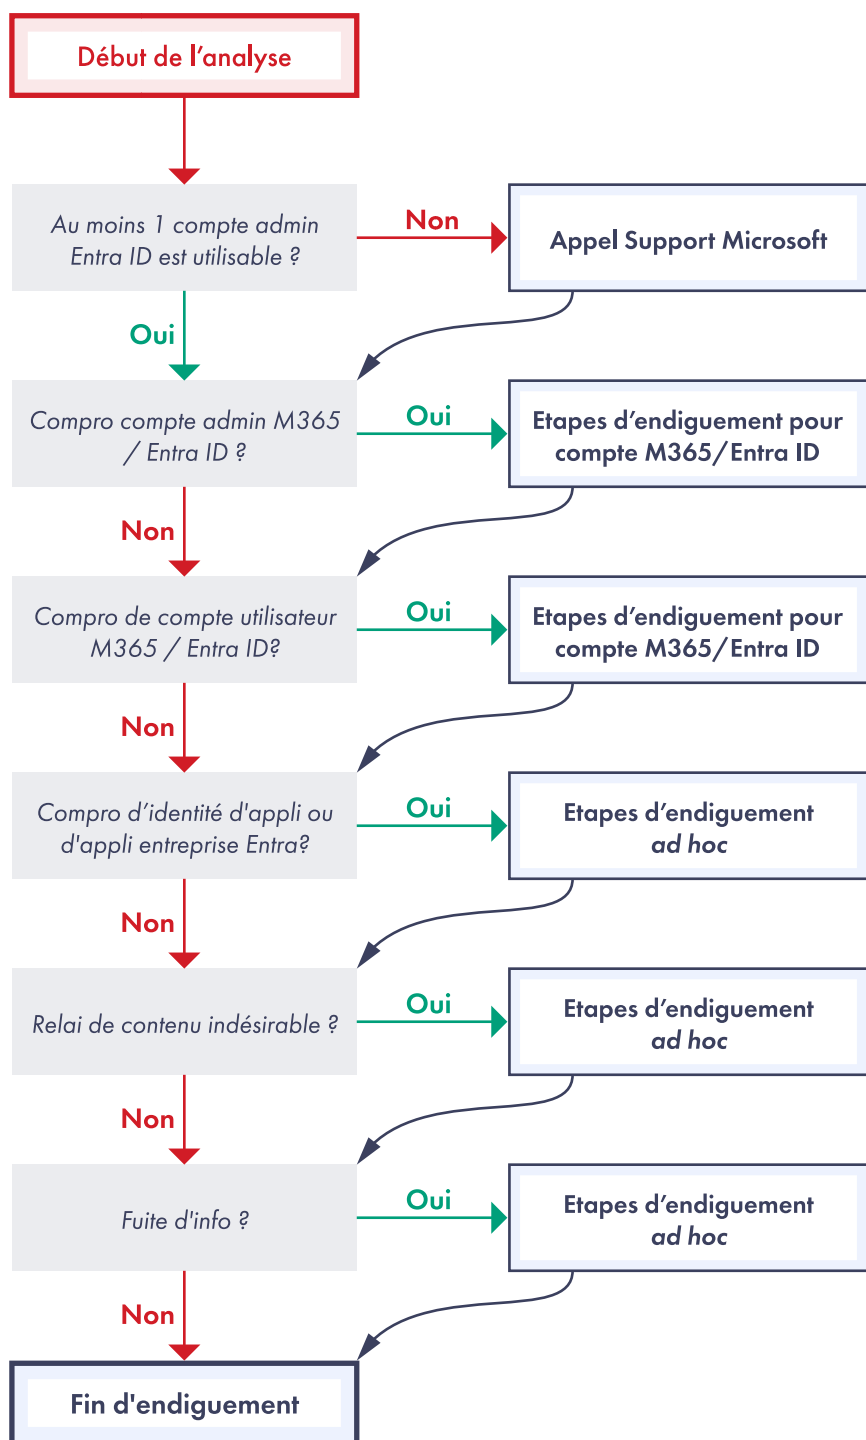 Début de l’analyse
Au moins 1 compte admin
Entra ID est utilisable ?
Non
Appel Support Microsoft
Oui
Compro compte admin M365
/ Entra ID ?
Oui
Etapes d’endiguement pour
compte M365/Entra ID
Non
Compro de compte utilisateur
M365 / Entra ID?
Oui
Etapes d’endiguement pour
compte M365/Entra ID
Non
Compro d’identité d'appli ou
d'appli entreprise Entra?
Oui
Etapes d’endiguement
ad hoc
Non
Relai de contenu indésirable ?
Oui
Etapes d’endiguement
ad hoc
Non
Fuite d'info ?
Oui
Etapes d’endiguement
ad hoc
Non
Fin d'endiguement